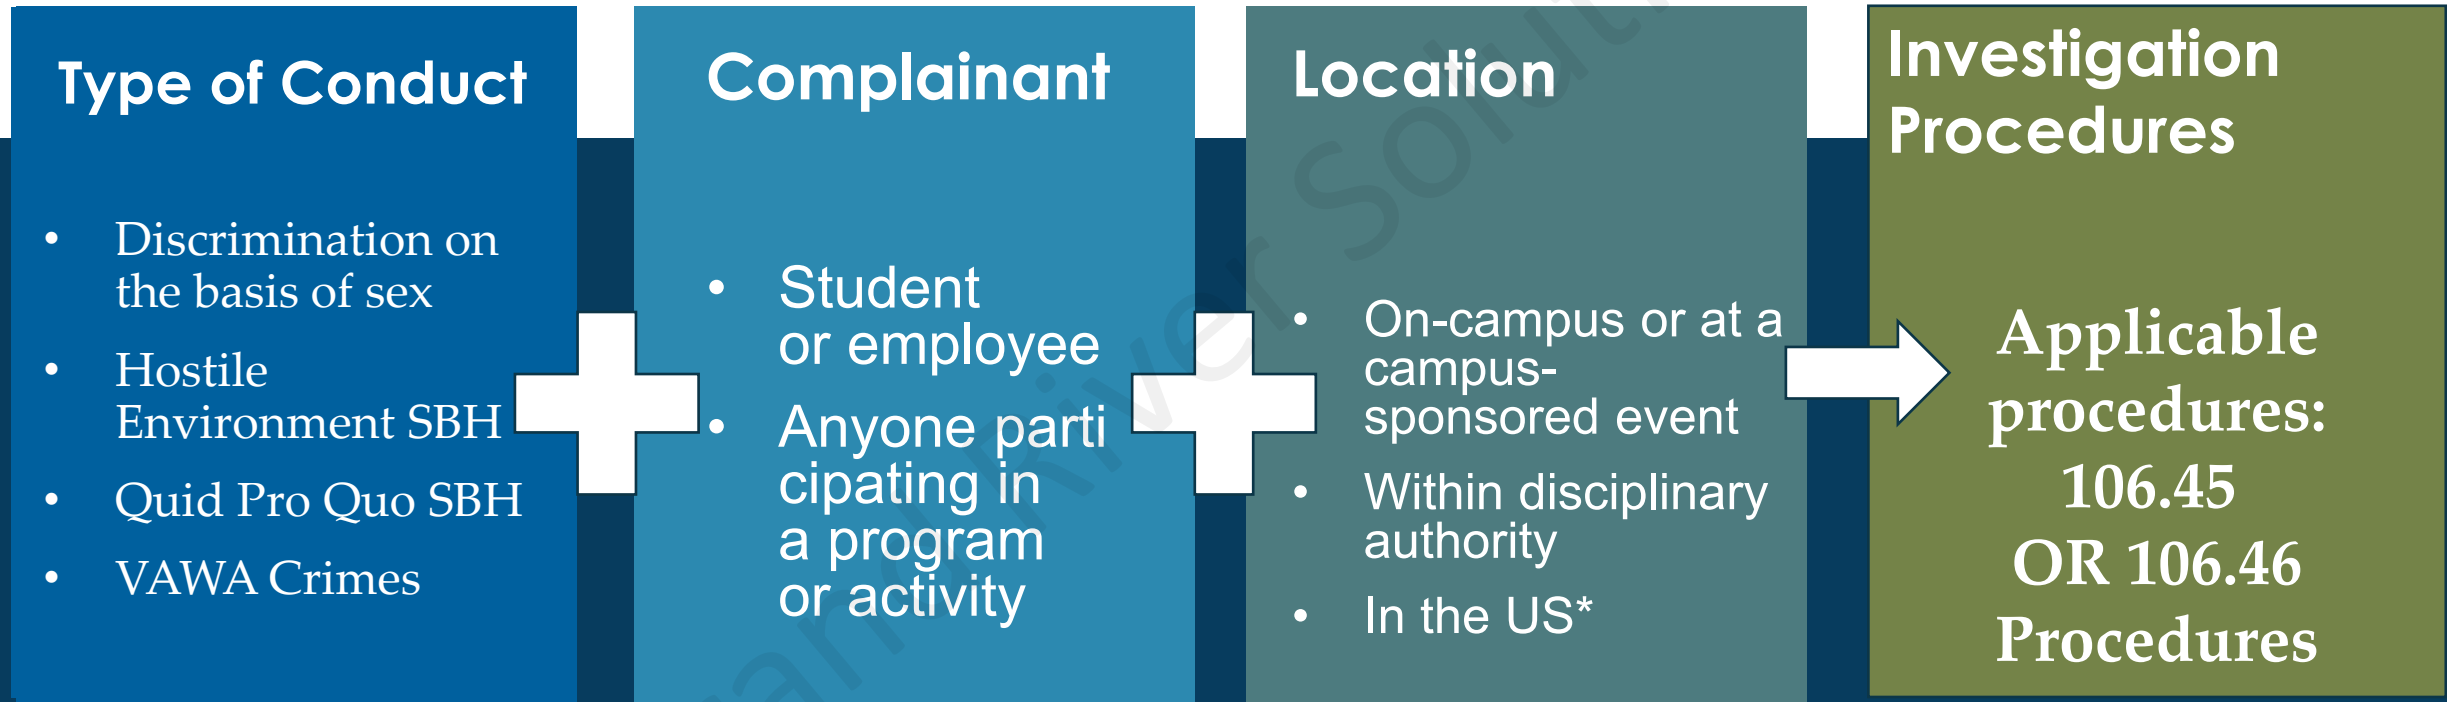 Type of Conduct
• Discrimination on
the basis of sex
• Hostile
Environment SBH
• Quid Pro Quo SBH
• VAWA Crimes
Complainant
• Student
or employee
• Anyone parti
cipating in
a program
or activity
Location
• On-campus or at a
campus-
sponsored event
• Within disciplinary
authority
• In the US*
Investigation
Procedures
Applicable
procedures:
106.45
OR 106.46
Procedures
River